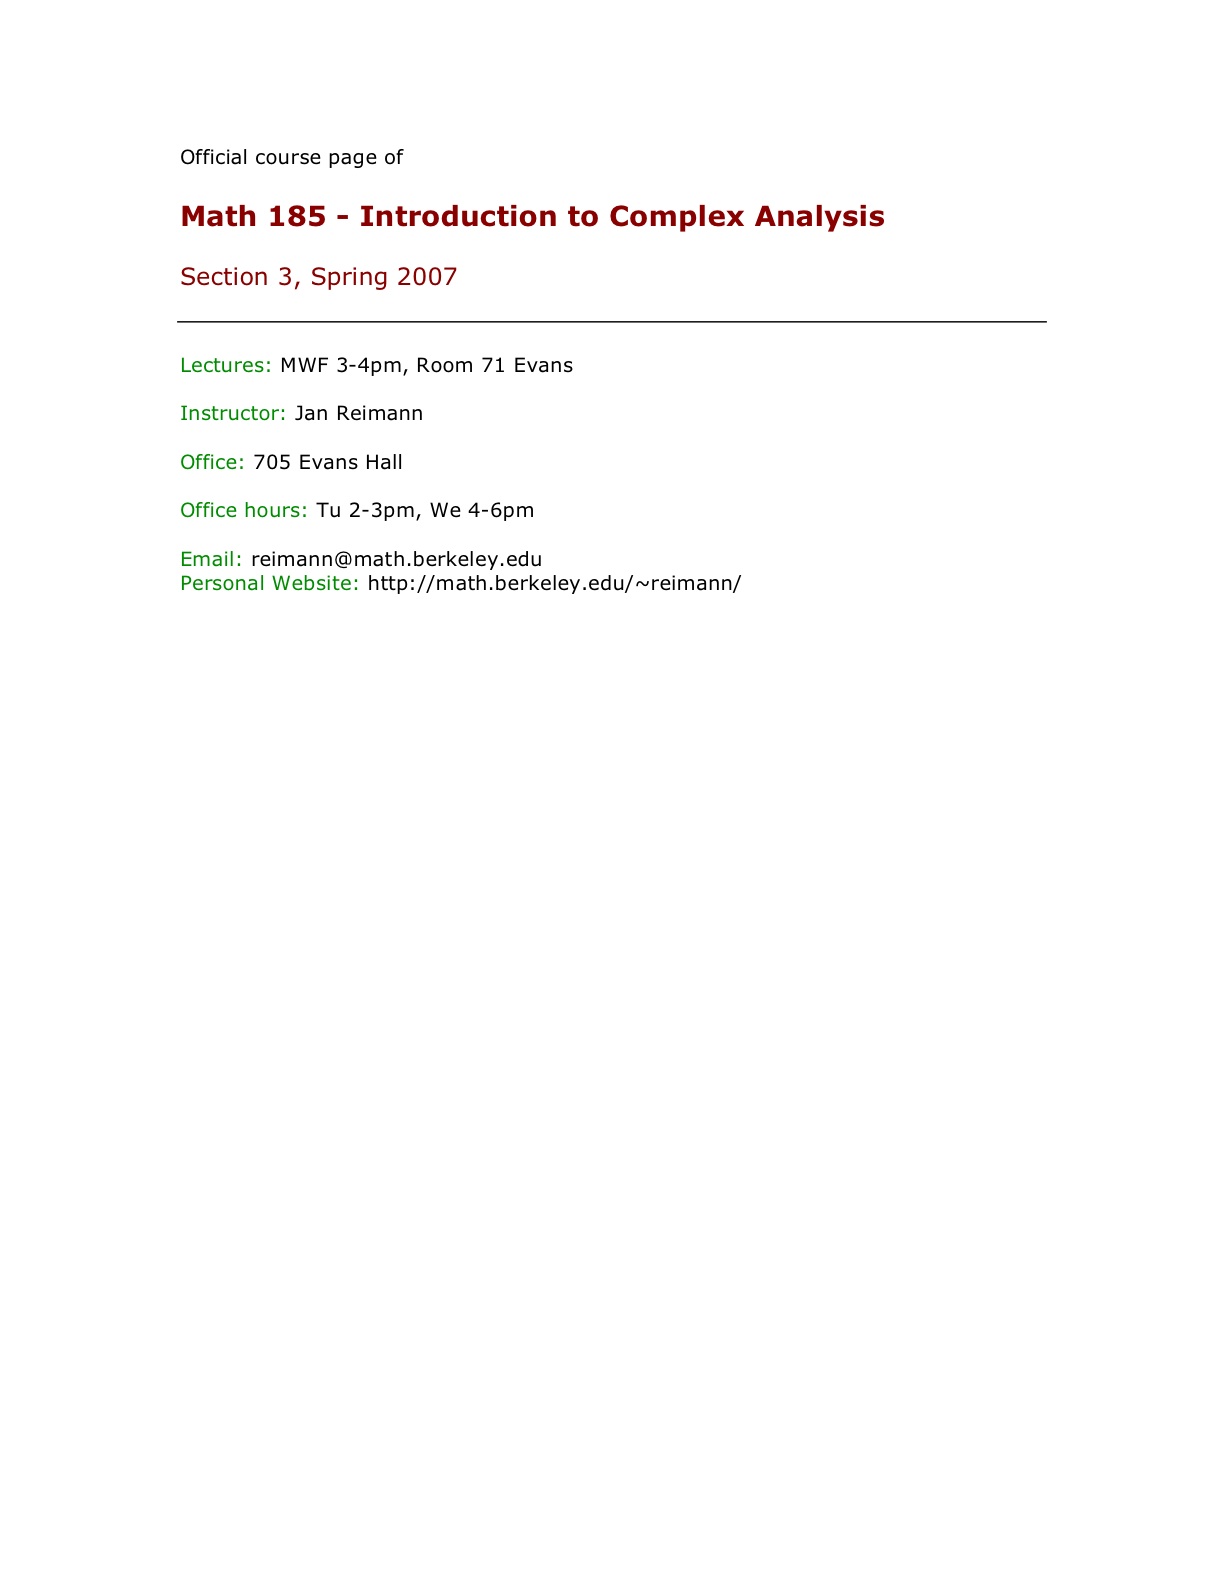 Official course page of
Math 185 - Introduction to Complex Analysis
Section 3, Spring 2007
Lectures: MWF 3-4pm, Room 71 Evans
Instructor: Jan Reimann
Office: 705 Evans Hall
Office hours: Tu 2-3pm, We 4-6pm
Email: reimann@math.berkeley.edu
Personal Website: http://math.berkeley.edu/~reimann/